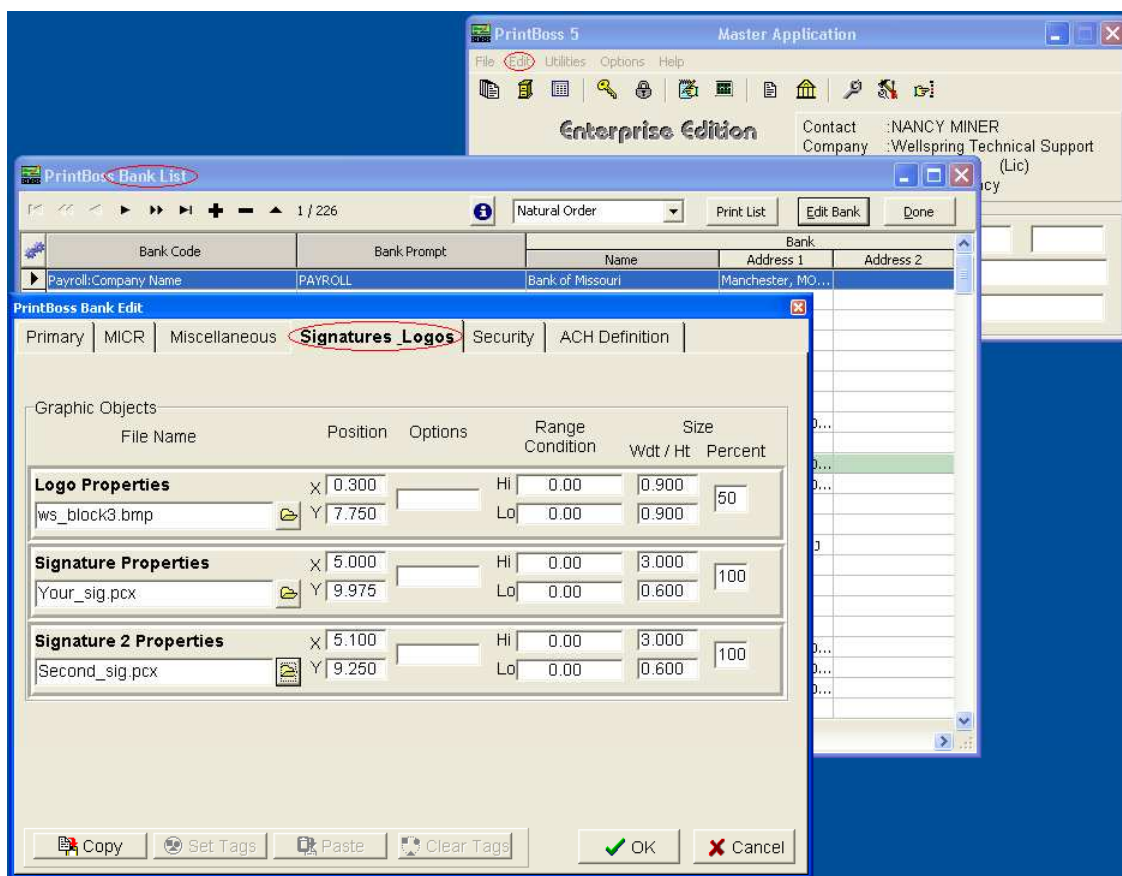 PrintBoss 5 Master Application
File Edit Utilities Options Help
Enterprise Edition
Contact :NANCY MINER
Company :Wellspring Technical Support
(Lic)
PrintBoss Bank List
1 / 226 Natural Order Print List Edit Bank Done
Bank Code Bank Prompt Bank
Name Address 1 Address 2
Payroll:Company Name PAYROLL Bank of Missouri Manchester, MO...
PrintBoss Bank Edit
Primary MICR Miscellaneous Signatures _Logos Security ACH Definition
Graphic Objects
File Name Position Options Range Condition Size
Wdt / Ht Percent
Logo Properties X 0.300 Hi 0.00 0.900 50
ws_block3.bmp Y 7.750 Lo 0.00 0.900
Signature Properties X 5.000 Hi 0.00 3.000 100
Your_sig.pcx Y 9.975 Lo 0.00 0.600
Signature 2 Properties X 5.100 Hi 0.00 3.000 100
Second_sig.pcx Y 9.250 Lo 0.00 0.600
Copy Set Tags Paste Clear Tags OK Cancel